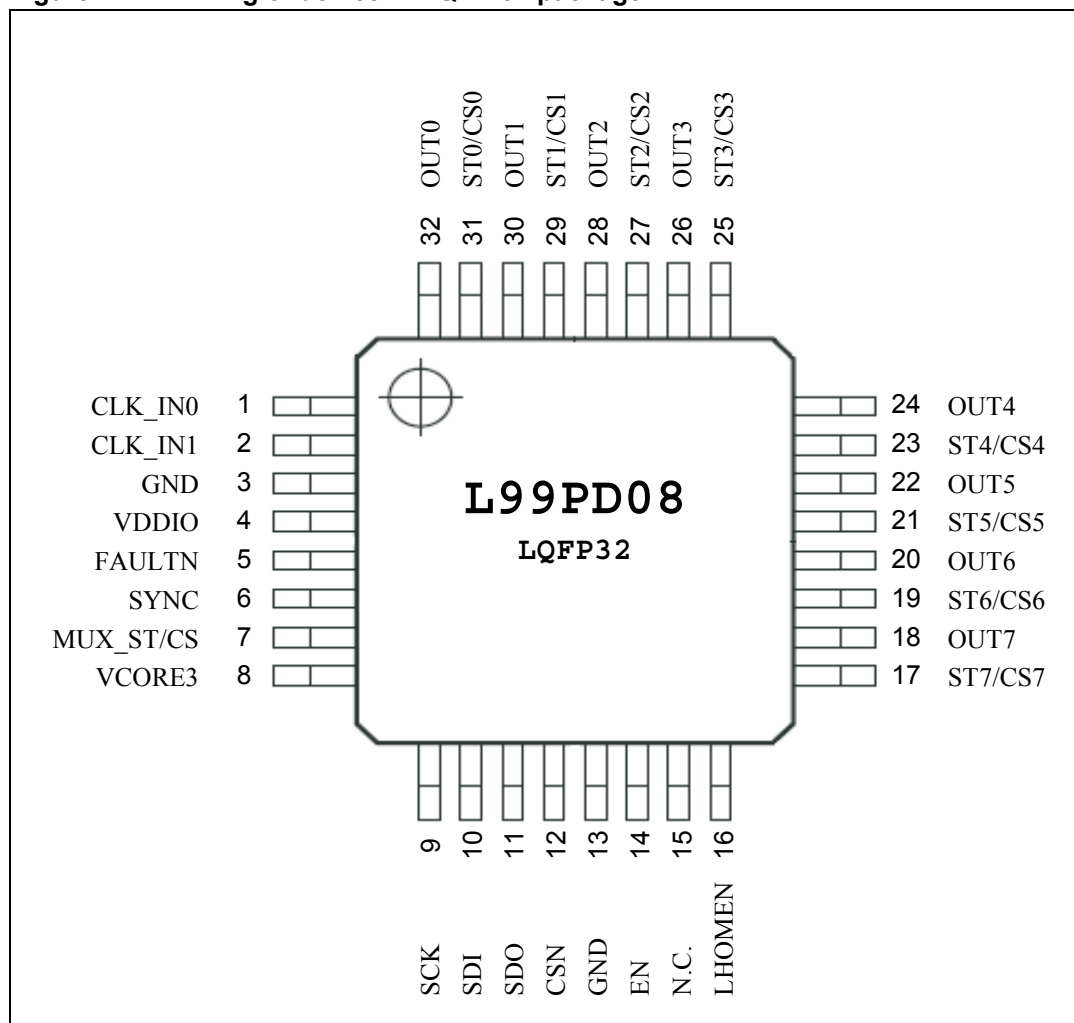 OUT0
ST0/CS0
OUT1
ST1/CS1
OUT2
ST2/CS2
OUT3
ST3/CS3
32
31
30
29
28
27
26
25
CLK_IN0 1
CLK_IN1 2
GND 3
VDDIO 4
FAULTN 5
SYNC 6
MUX_ST/CS 7
VCORE3 8
L99PD08
LQFP32
24 OUT4
23 ST4/CS4
22 OUT5
21 ST5/CS5
20 OUT6
19 ST6/CS6
18 OUT7
17 ST7/CS7
9
10
11
12
13
14
15
16
SCK
SDI
SDO
CSN
GND
EN
N.C.
LHOMEN